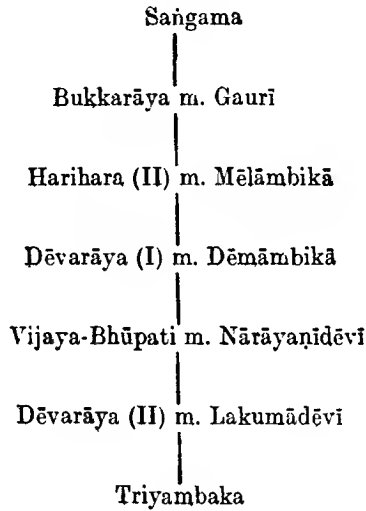 Saṅgama
Bukkarāya m. Gaurī
Harihara (II) m. Mēlāmbikā
Dēvarāya (I) m. Dēmāmbikā
Vijaya-Bhūpati m. Nārāyaṇīdēvī
Dēvarāya (II) m. Lakumādēvī
Triyambaka